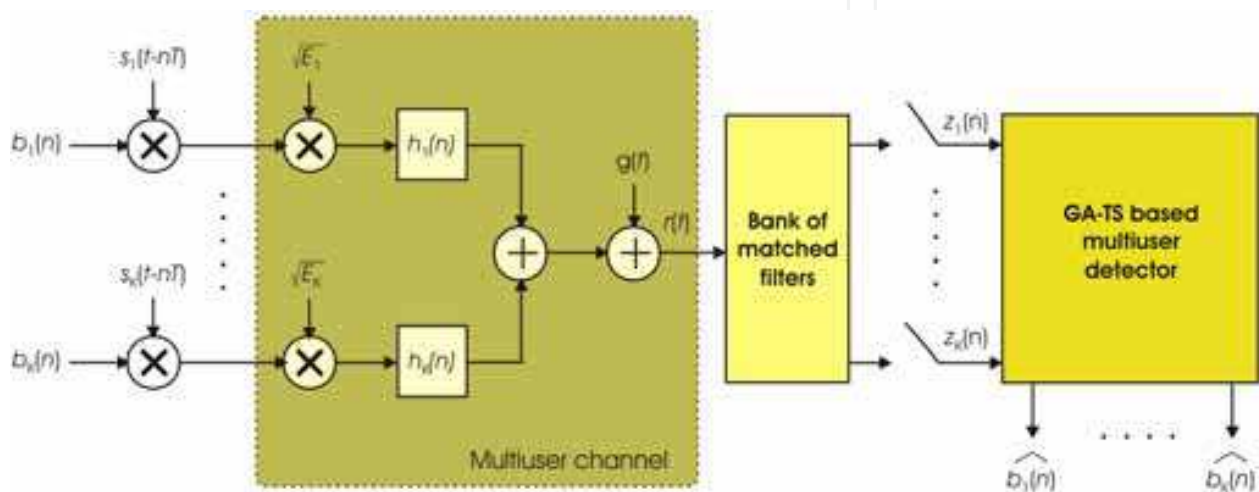 s₁(t-nT)
√E₁
b₁(n)
h₁(n)
g(t)
r(t)
z₁(n)
Bank of
matched
filters
GA-TS based
multiuser
detector
sₖ(t-nT)
√Eₖ
bₖ(n)
hₖ(n)
zₖ(n)
Multiuser channel
b̂₁(n)
b̂ₖ(n)